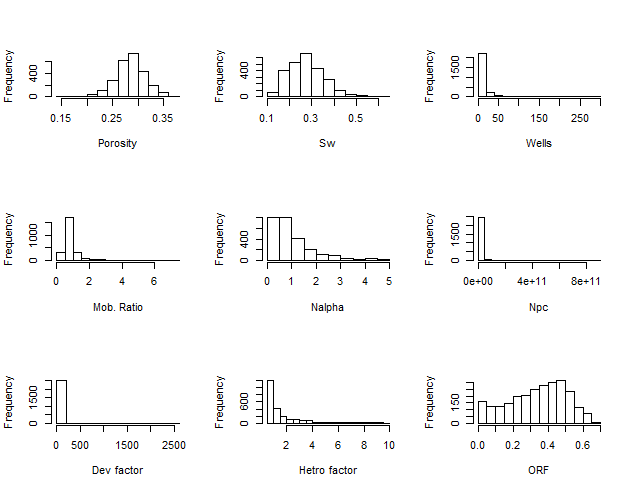 Frequency
0 400
0.15 0.25 0.35
Porosity
Frequency
0 400
0.1 0.3 0.5
Sw
Frequency
0 1500
0 50 150 250
Wells
Frequency
0 1000
0 2 4 6
Mob. Ratio
Frequency
0 400
0 1 2 3 4 5
Nalpha
Frequency
0 1500
0e+00 4e+11 8e+11
Npc
Frequency
0 1500
0 500 1500 2500
Dev factor
Frequency
0 600
2 4 6 8 10
Hetro factor
Frequency
0 150
0.0 0.2 0.4 0.6
ORF